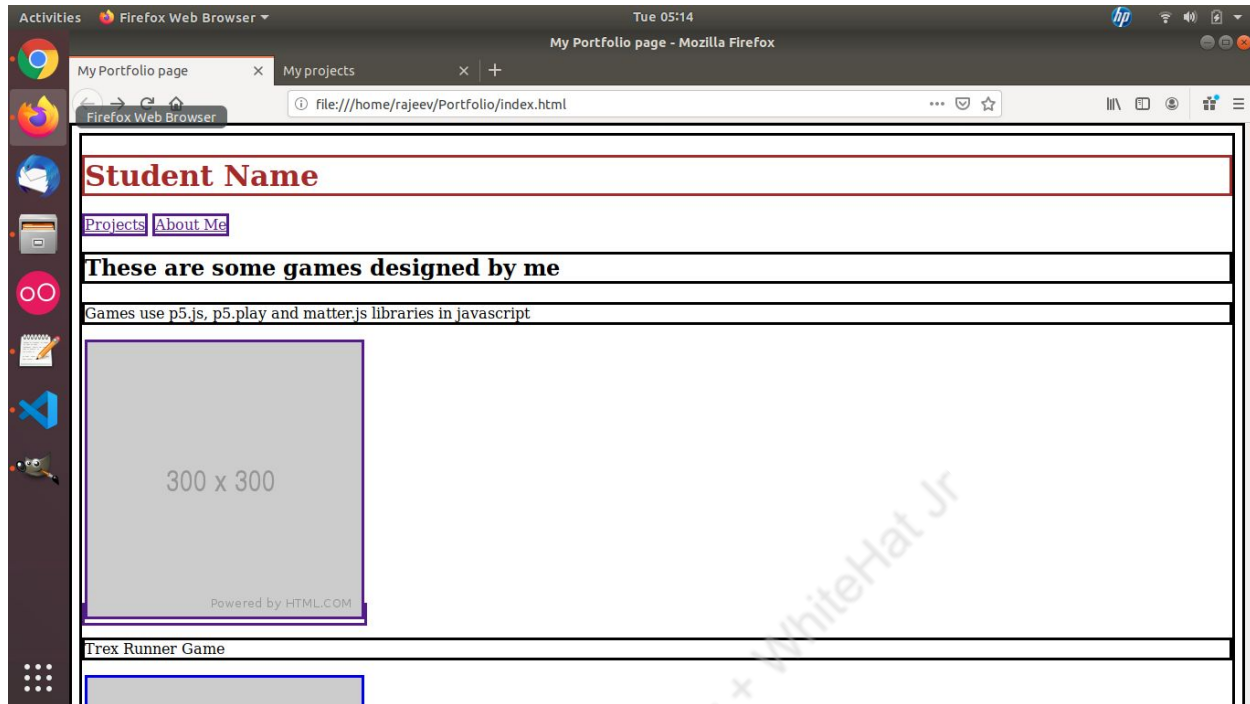 Activities Firefox Web Browser Tue 05:14 hp
My Portfolio page - Mozilla Firefox
My Portfolio page My projects
file:///home/rajeev/Portfolio/index.html
Firefox Web Browser
Student Name
Projects About Me
These are some games designed by me
Games use p5.js, p5.play and matter.js libraries in javascript
300 x 300
Powered by HTML.COM
Trex Runner Game
+ WhiteHat Jr